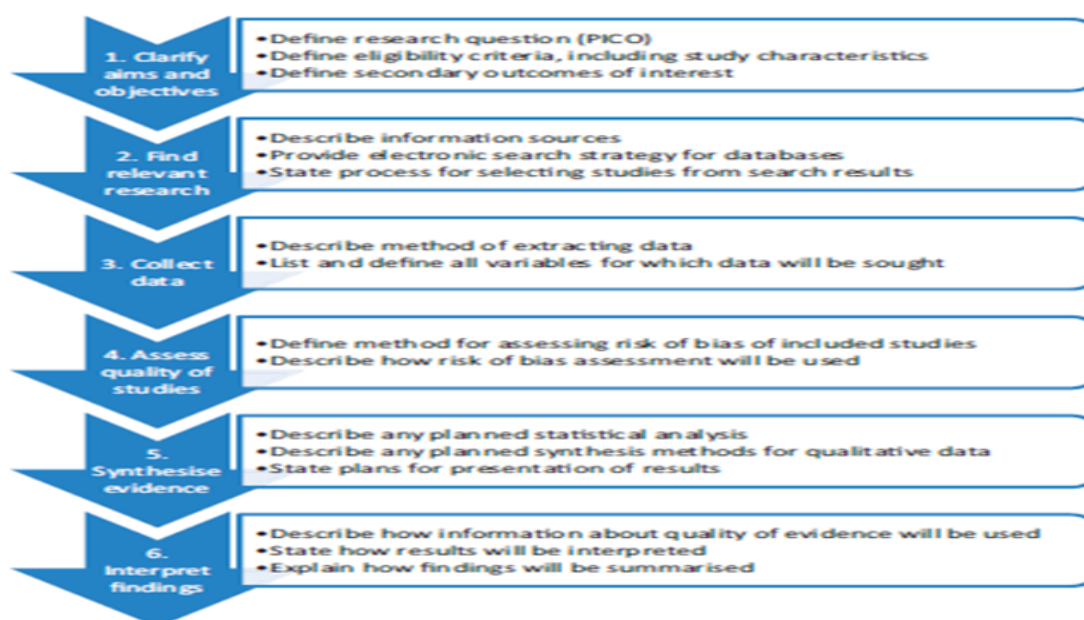 1. Clarify
aims and
objectives
•Define research question (PICO)
•Define eligibility criteria, including study characteristics
•Define secondary outcomes of interest
2. Find
relevant
research
•Describe information sources
•Provide electronic search strategy for databases
•State process for selecting studies from search results
3. Collect
data
•Describe method of extracting data
•List and define all variables for which data will be sought
4. Assess
quality of
studies
•Define method for assessing risk of bias of included studies
•Describe how risk of bias assessment will be used
5.
Synthesise
evidence
•Describe any planned statistical analysis
•Describe any planned synthesis methods for qualitative data
•State plans for presentation of results
6.
Interpret
findings
•Describe how information about quality of evidence will be used
•State how results will be interpreted
•Explain how findings will be summarised